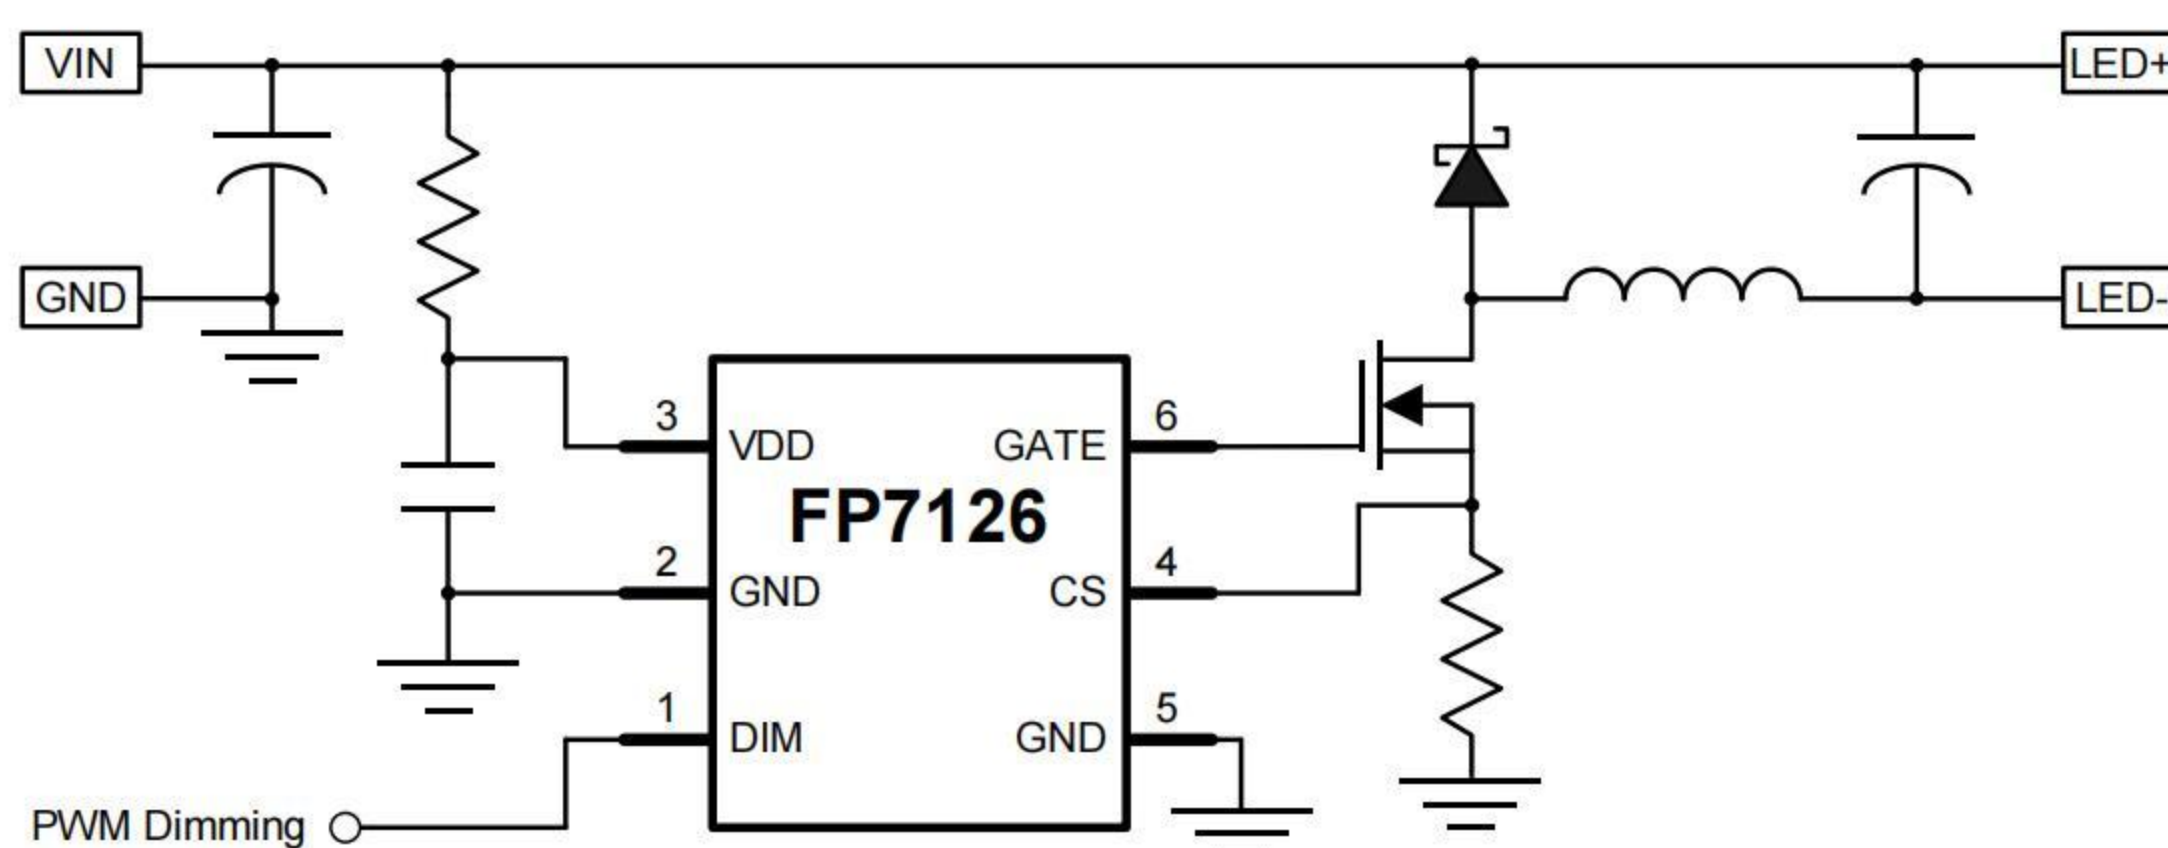 VIN
LED+
GND
LED-
3
6
VDD
GATE
FP7126
2
4
GND
CS
1
5
DIM
GND
PWM Dimming